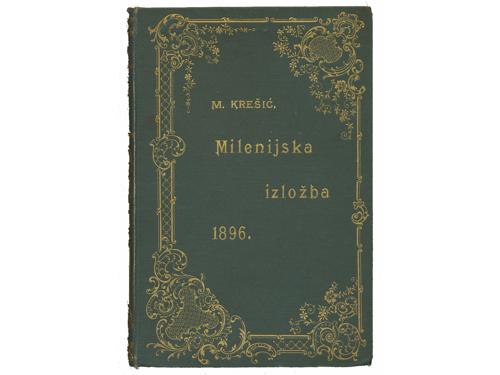 M. KREŠIĆ,
Milenijska
izložba
1896.